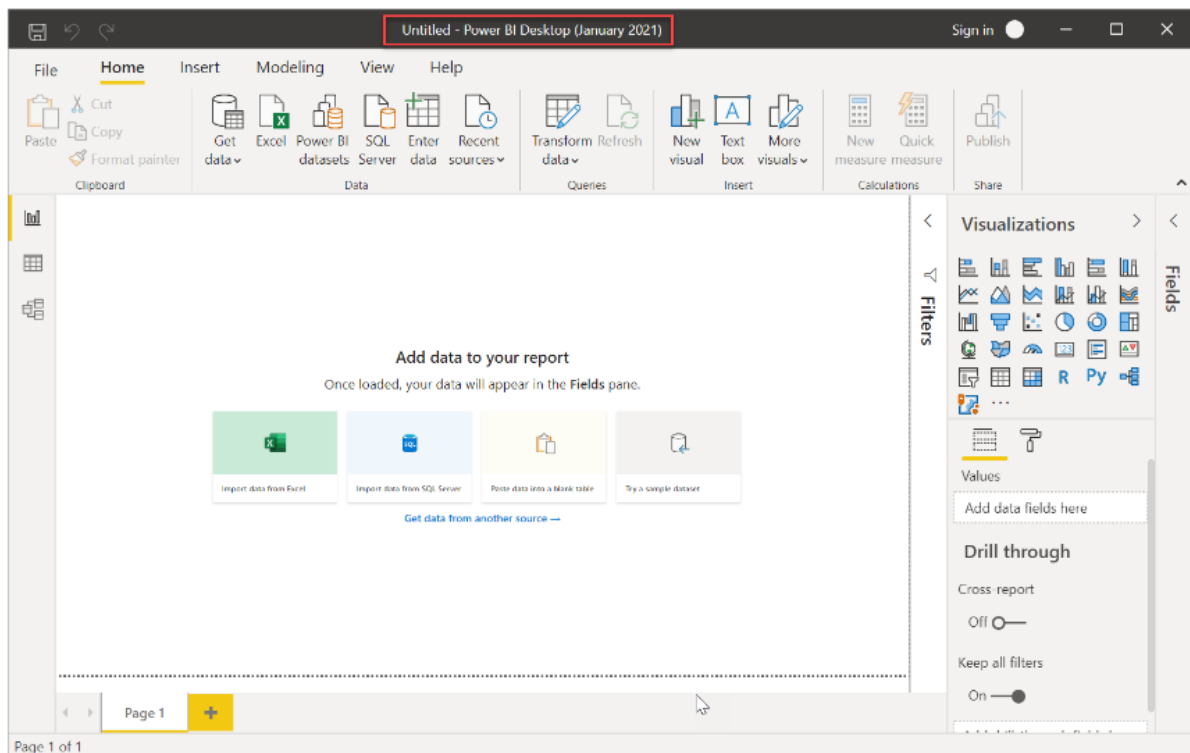 Untitled - Power BI Desktop (January 2021)
Sign in
File Home Insert Modeling View Help
Paste
Cut
Copy
Format painter
Clipboard
Get data
Excel
Power BI datasets
SQL Server
Enter data
Recent sources
Data
Transform data
Refresh
Queries
New visual
Text box
More visuals
Insert
New measure
Quick measure
Calculations
Publish
Share
Filters
Visualizations
Fields
Add data to your report
Once loaded, your data will appear in the Fields pane.
Import data from Excel
Import data from SQL Server
Paste data into a blank table
Try a sample dataset
Get data from another source →
R Py
...
Values
Add data fields here
Drill through
Cross-report
Off
Keep all filters
On
Page 1
Page 1 of 1